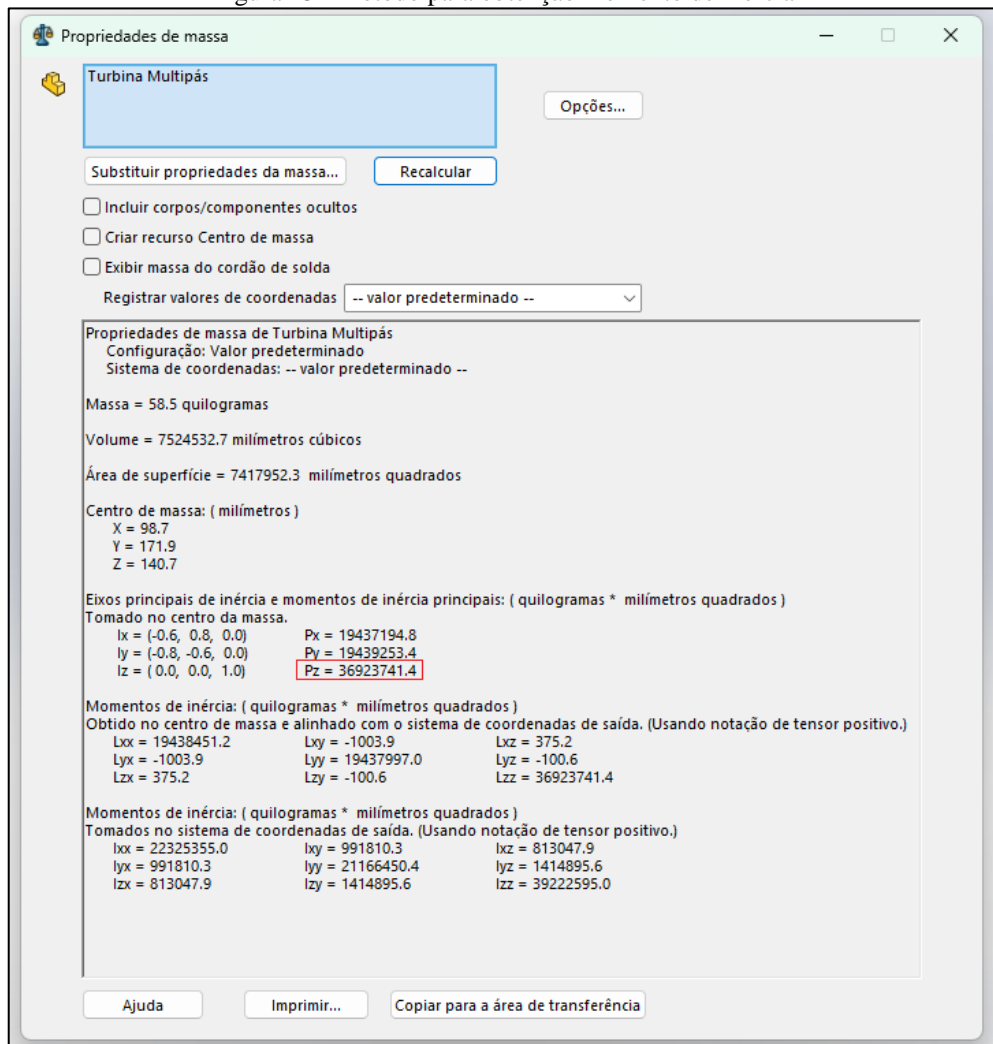 Propriedades de massa
Turbina Multipás
Opções...
Substituir propriedades da massa...
Recalcular
Incluir corpos/componentes ocultos
Criar recurso Centro de massa
Exibir massa do cordão de solda
Registrar valores de coordenadas -- valor predeterminado --
Propriedades de massa de Turbina Multipás
Configuração: Valor predeterminado
Sistema de coordenadas: -- valor predeterminado --
Massa = 58.5 quilogramas
Volume = 7524532.7 milímetros cúbicos
Área de superfície = 7417952.3 milímetros quadrados
Centro de massa: ( milímetros )
X = 98.7
Y = 171.9
Z = 140.7
Eixos principais de inércia e momentos de inércia principais: ( quilogramas * milímetros quadrados )
Tomado no centro da massa.
Ix = (-0.6, 0.8, 0.0) Px = 19437194.8
Iy = (-0.8, -0.6, 0.0) Py = 19439253.4
Iz = ( 0.0, 0.0, 1.0) Pz = 36923741.4
Momentos de inércia: ( quilogramas * milímetros quadrados )
Obtido no centro de massa e alinhado com o sistema de coordenadas de saída. (Usando notação de tensor positivo.)
Lxx = 19438451.2 Lxy = -1003.9 Lxz = 375.2
Lyx = -1003.9 Lyy = 19437997.0 Lyz = -100.6
Lzx = 375.2 Lzy = -100.6 Lzz = 36923741.4
Momentos de inércia: ( quilogramas * milímetros quadrados )
Tomados no sistema de coordenadas de saída. (Usando notação de tensor positivo.)
Ixx = 22325355.0 Ixy = 991810.3 Ixz = 813047.9
Iyx = 991810.3 Iyy = 21166450.4 Iyz = 1414895.6
Izx = 813047.9 Izy = 1414895.6 Izz = 39222595.0
Ajuda
Imprimir...
Copiar para a área de transferência